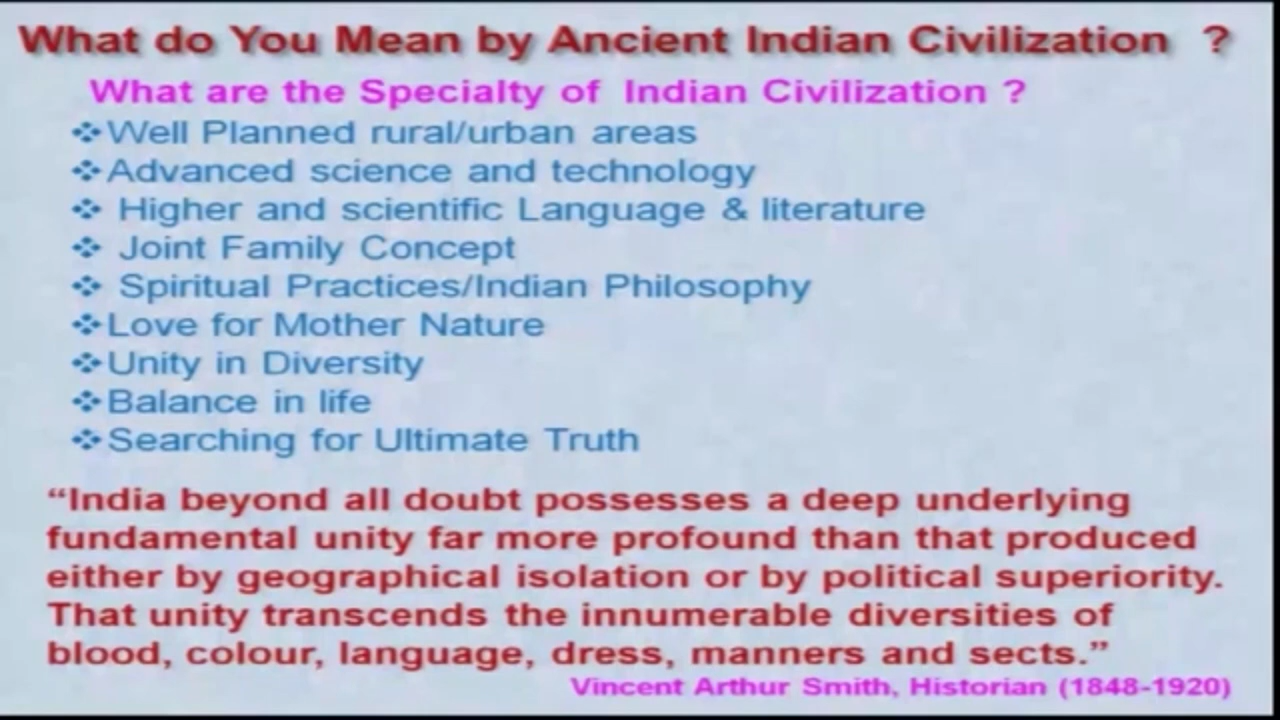 What do You Mean by Ancient Indian Civilization ?
What are the Specialty of Indian Civilization ?
❖Well Planned rural/urban areas
❖Advanced science and technology
❖ Higher and scientific Language & literature
❖ Joint Family Concept
❖ Spiritual Practices/Indian Philosophy
❖Love for Mother Nature
❖Unity in Diversity
❖Balance in life
❖Searching for Ultimate Truth
“India beyond all doubt possesses a deep underlying
fundamental unity far more profound than that produced
either by geographical isolation or by political superiority.
That unity transcends the innumerable diversities of
blood, colour, language, dress, manners and sects.”
Vincent Arthur Smith, Historian (1848-1920)